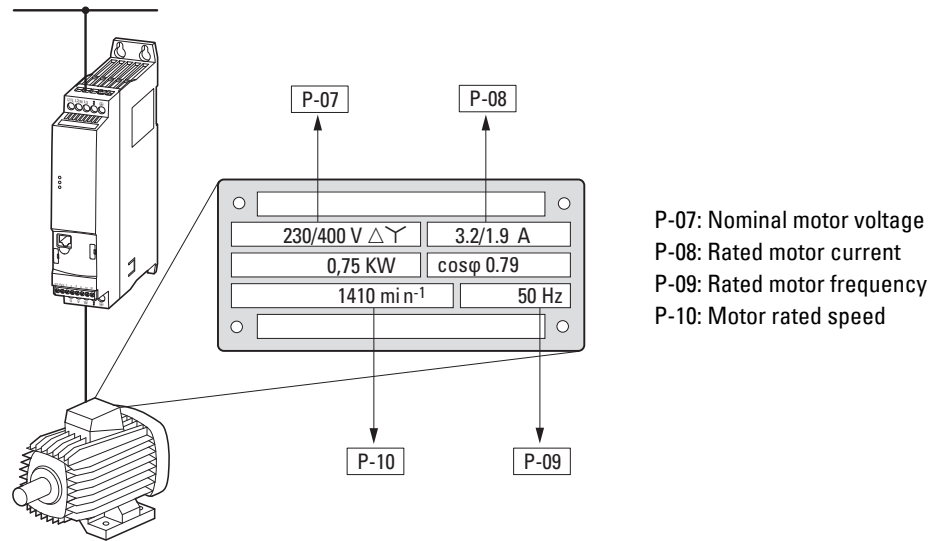 P-07
P-08
230/400 V △ Y
3.2/1.9 A
0,75 KW
cosφ 0.79
1410 min-1
50 Hz
P-10
P-09
P-07: Nominal motor voltage
P-08: Rated motor current
P-09: Rated motor frequency
P-10: Motor rated speed